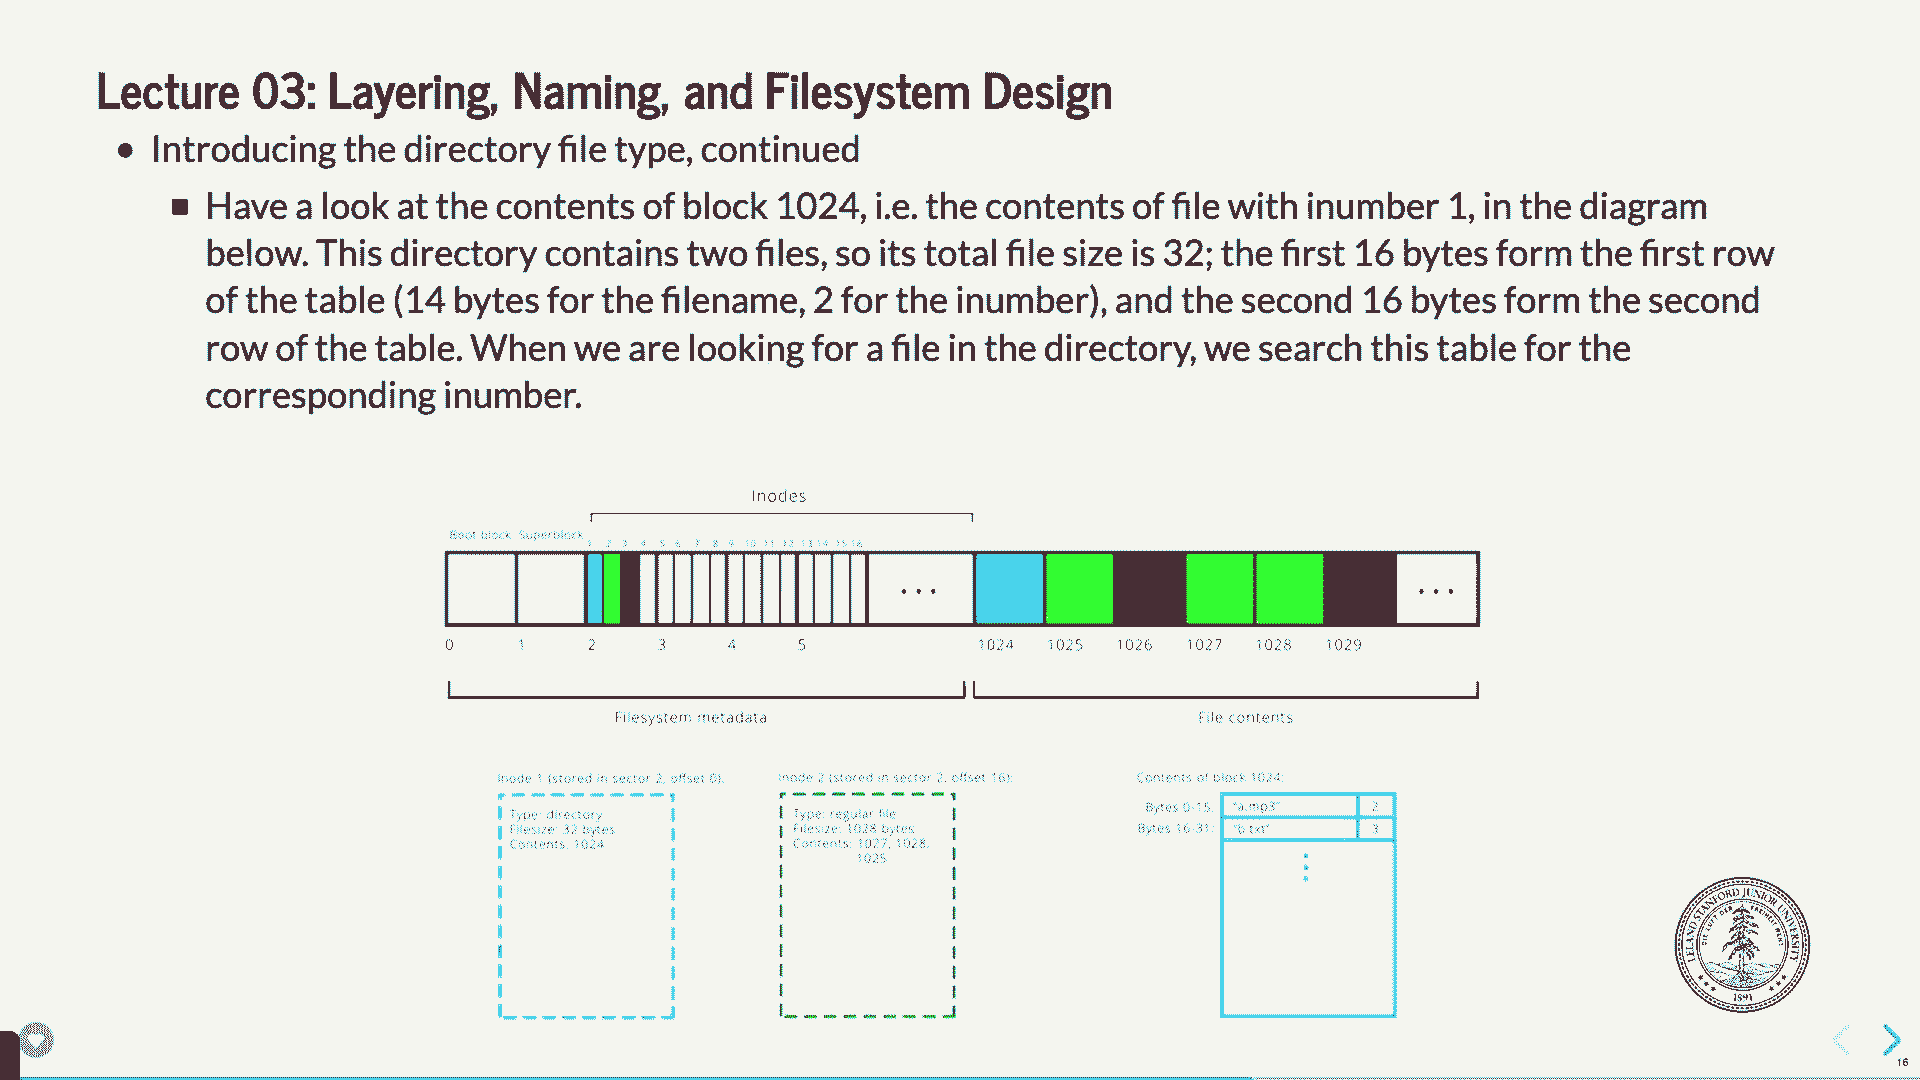 Lecture 03: Layering, Naming, and Filesystem Design
Introducing the directory file type, continued
Have a look at the contents of block 1024, i.e. the contents of file with inumber 1, in the diagram
below. This directory contains two files, so its total file size is 32; the first 16 bytes form the first row
of the table (14 bytes for the filename, 2 for the inumber), and the second 16 bytes form the second
row of the table. When we are looking for a file in the directory, we search this table for the
corresponding inumber.
Inodes
Boot block Superblock
1 2 3 4 5 6 7 8 9 10 11 12 13 14 15 16
... ...
0 1 2 3 4 5 1024 1025 1026 1027 1028 1029
Filesystem metadata File contents
Inode 1 (stored in sector 2, offset 0):
Type: directory
Filesize: 32 bytes
Contents: 1024
Inode 2 (stored in sector 2, offset 16):
Type: regular file
Filesize: 1028 bytes
Contents: 1027, 1028,
1025
Contents of block 1024:
Bytes 0-15: "a.mp3" 2
Bytes 16-31: "b.txt" 3
LELAND STANFORD JUNIOR UNIVERSITY
DIE LUFT DER FREIHEIT WEHT
1891
16